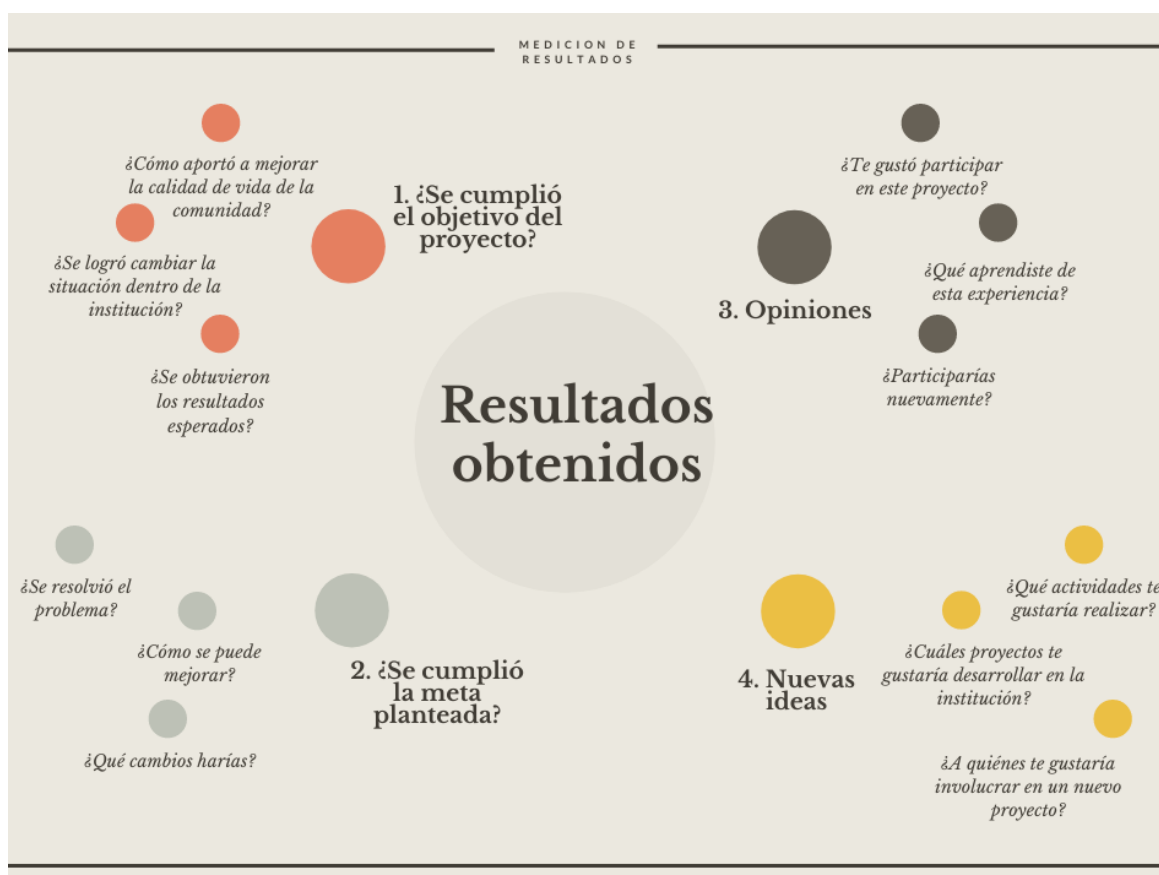 MEDICION DE
RESULTADOS
¿Cómo aportó a mejorar
la calidad de vida de la
comunidad?
¿Se logró cambiar la
situación dentro de la
institución?
¿Se obtuvieron
los resultados
esperados?
1. ¿Se cumplió
el objetivo del
proyecto?
¿Te gustó participar
en este proyecto?
¿Qué aprendiste de
esta experiencia?
3. Opiniones
¿Participarías
nuevamente?
Resultados
obtenidos
¿Se resolvió el
problema?
¿Cómo se puede
mejorar?
¿Qué cambios harías?
2. ¿Se cumplió
la meta
planteada?
4. Nuevas
ideas
¿Qué actividades te
gustaría realizar?
¿Cuáles proyectos te
gustaría desarrollar en la
institución?
¿A quiénes te gustaría
involucrar en un nuevo
proyecto?